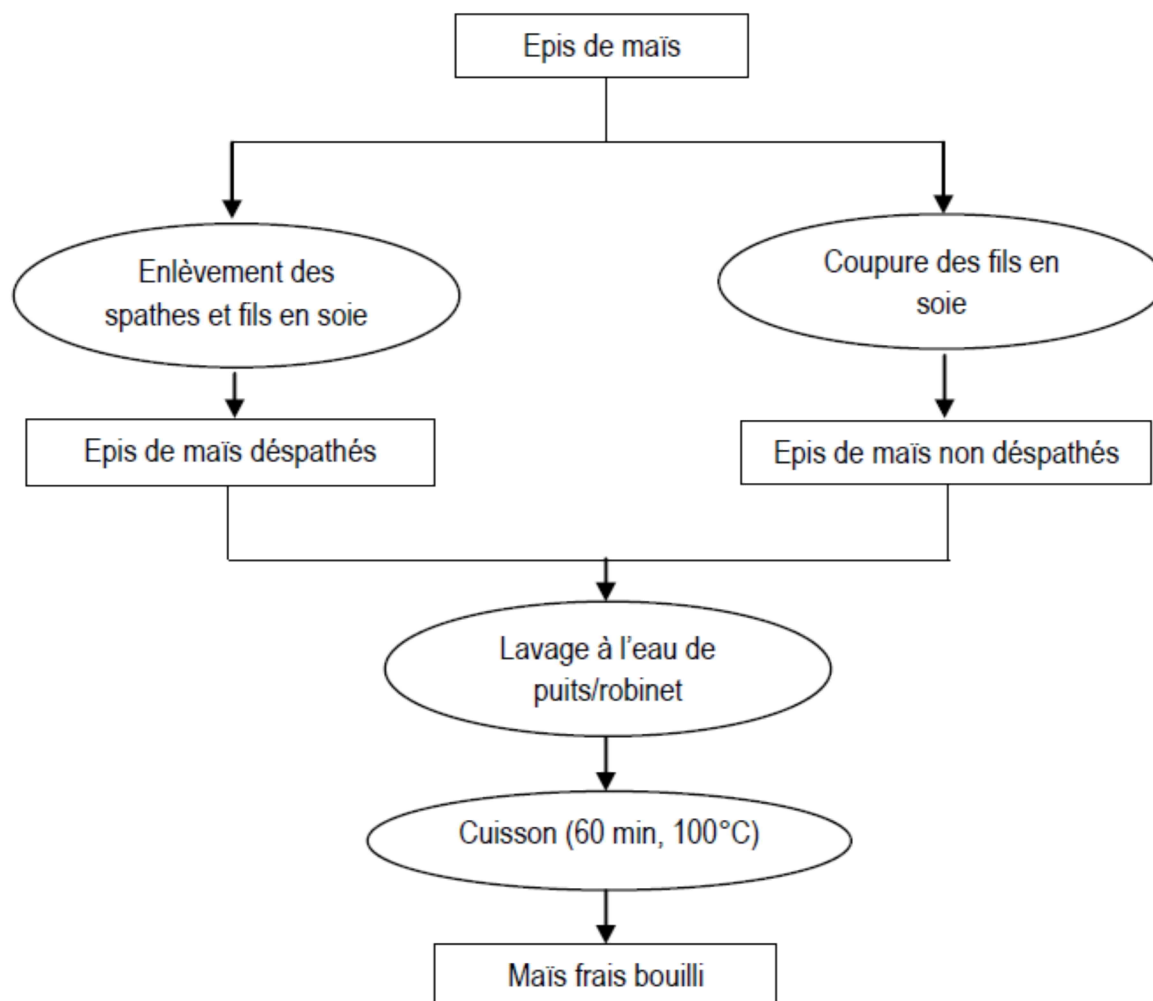 Epis de maïs
Enlèvement des
spathes et fils en soie
Coupure des fils en
soie
Epis de maïs déspathés
Epis de maïs non déspathés
Lavage à l'eau de
puits/robinet
Cuisson (60 min, 100°C)
Maïs frais bouilli